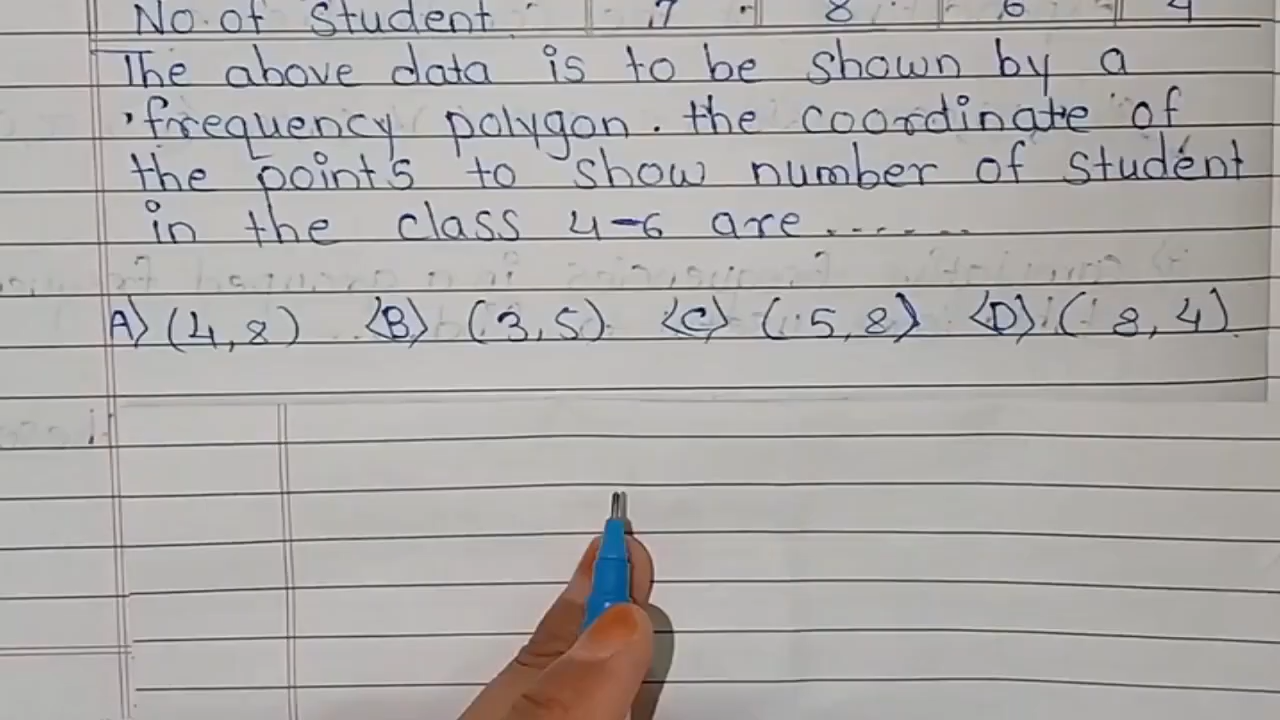 No. of Student 7 8 6 4
The above data is to be shown by a
frequency polygon. the coordinate of
the points to show number of student
in the class 4-6 are......
A) (4,8) <B> (3,5) <C> (5,8) <D> (8,4)